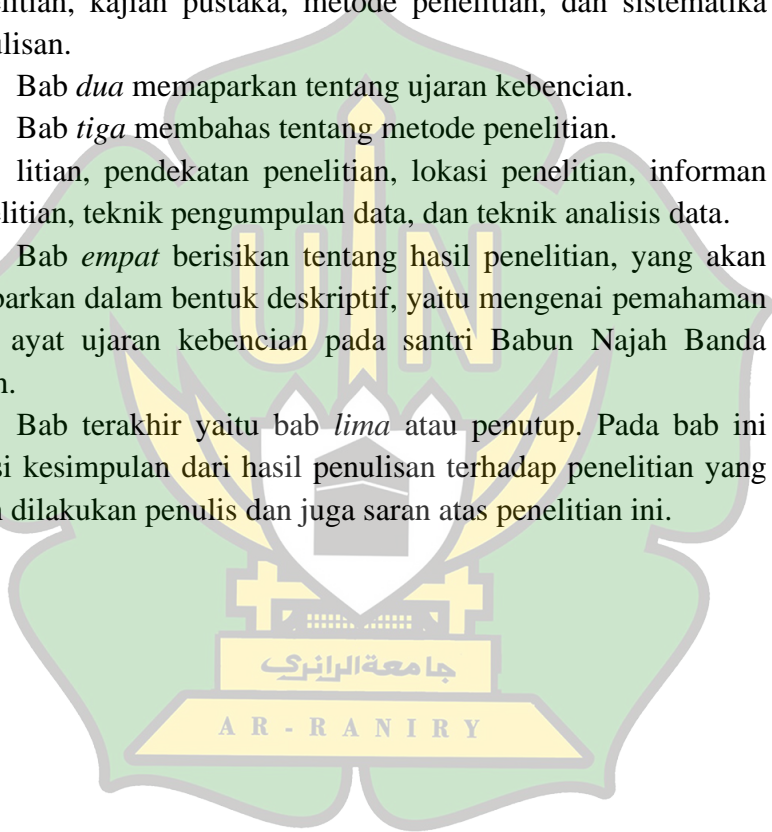 elitian, kajian pustaka, metode penelitian, dan sistematika
ulisan.
Bab dua memaparkan tentang ujaran kebencian.
Bab tiga membahas tentang metode penelitian.
litian, pendekatan penelitian, lokasi penelitian, informan
elitian, teknik pengumpulan data, dan teknik analisis data.
Bab empat berisikan tentang hasil penelitian, yang akan
parkan dalam bentuk deskriptif, yaitu mengenai pemahaman
ayat ujaran kebencian pada santri Babun Najah Banda
h.
Bab terakhir yaitu bab lima atau penutup. Pada bab ini
si kesimpulan dari hasil penulisan terhadap penelitian yang
n dilakukan penulis dan juga saran atas penelitian ini.
UIN
جامعة الرانري
AR-RANIRY